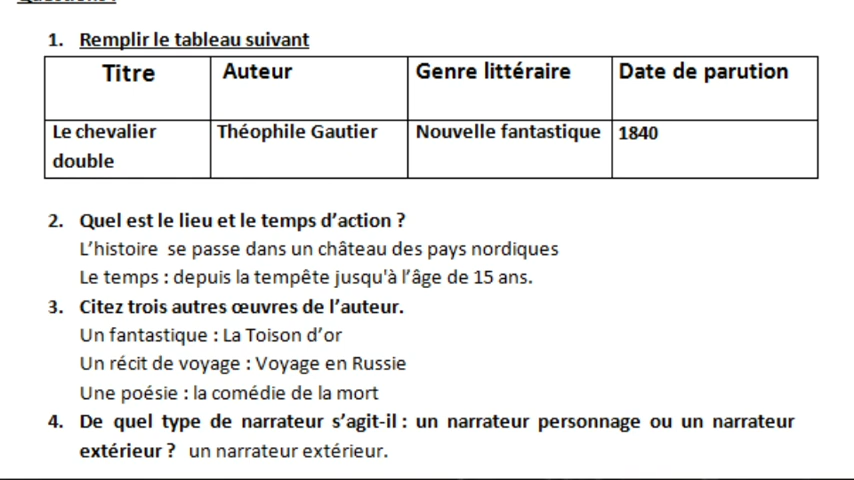 Questions :
1. Remplir le tableau suivant
Titre Auteur Genre littéraire Date de parution
Le chevalier double Théophile Gautier Nouvelle fantastique 1840
2. Quel est le lieu et le temps d’action ?
L’histoire se passe dans un château des pays nordiques
Le temps : depuis la tempête jusqu'à l’âge de 15 ans.
3. Citez trois autres œuvres de l’auteur.
Un fantastique : La Toison d’or
Un récit de voyage : Voyage en Russie
Une poésie : la comédie de la mort
4. De quel type de narrateur s’agit-il : un narrateur personnage ou un narrateur
extérieur ? un narrateur extérieur.